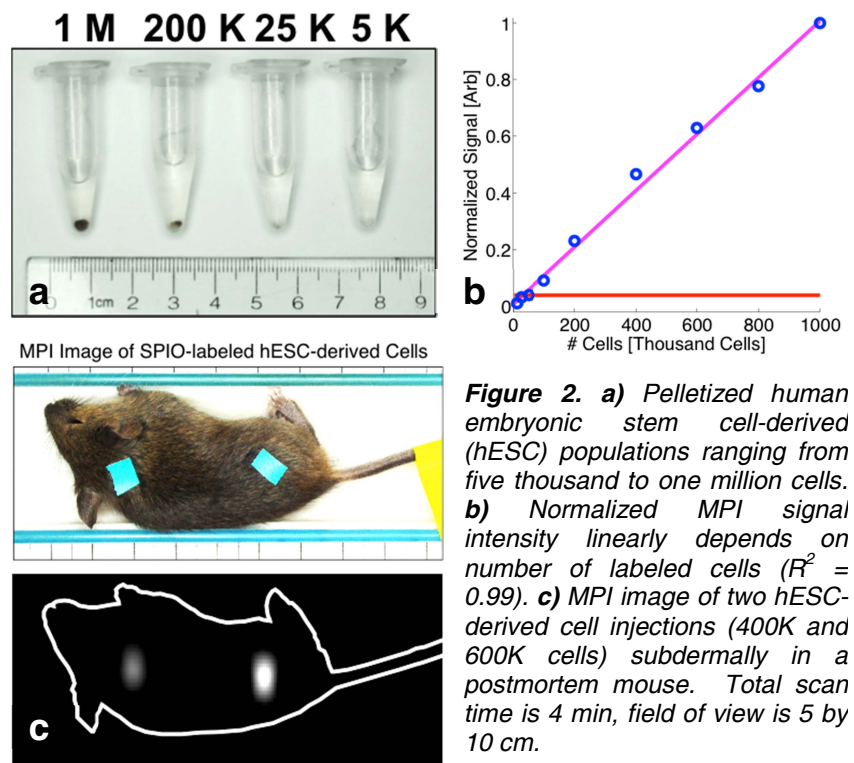 1 M 200 K 25 K 5 K
0 1cm 2 3 4 5 6 7 8 9
a
Normalized Signal [Arb]
1
0.8
0.6
0.4
0.2
0
0 200 400 600 800 1000
# Cells [Thousand Cells]
b
MPI Image of SPIO-labeled hESC-derived Cells
c
Figure 2. a) Pelletized human
embryonic stem cell-derived
(hESC) populations ranging from
five thousand to one million cells.
b) Normalized MPI signal
intensity linearly depends on
number of labeled cells (R² =
0.99). c) MPI image of two hESC-
derived cell injections (400K and
600K cells) subdermally in a
postmortem mouse. Total scan
time is 4 min, field of view is 5 by
10 cm.